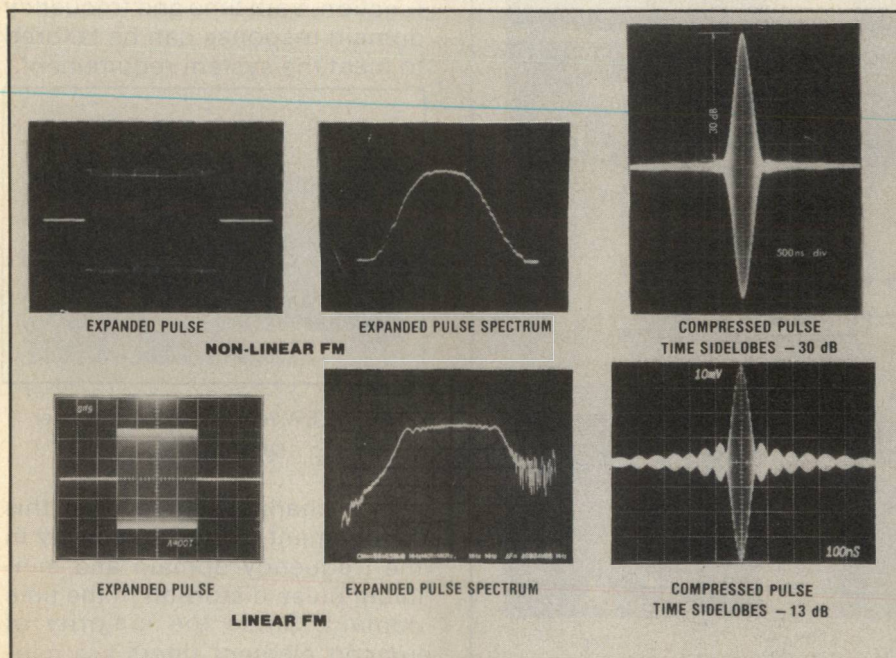 30 dB
500 ns div
EXPANDED PULSE
EXPANDED PULSE SPECTRUM
COMPRESSED PULSE
TIME SIDELOBES – 30 dB
NON-LINEAR FM
10mV
100nS
EXPANDED PULSE
EXPANDED PULSE SPECTRUM
COMPRESSED PULSE
TIME SIDELOBES – 13 dB
LINEAR FM